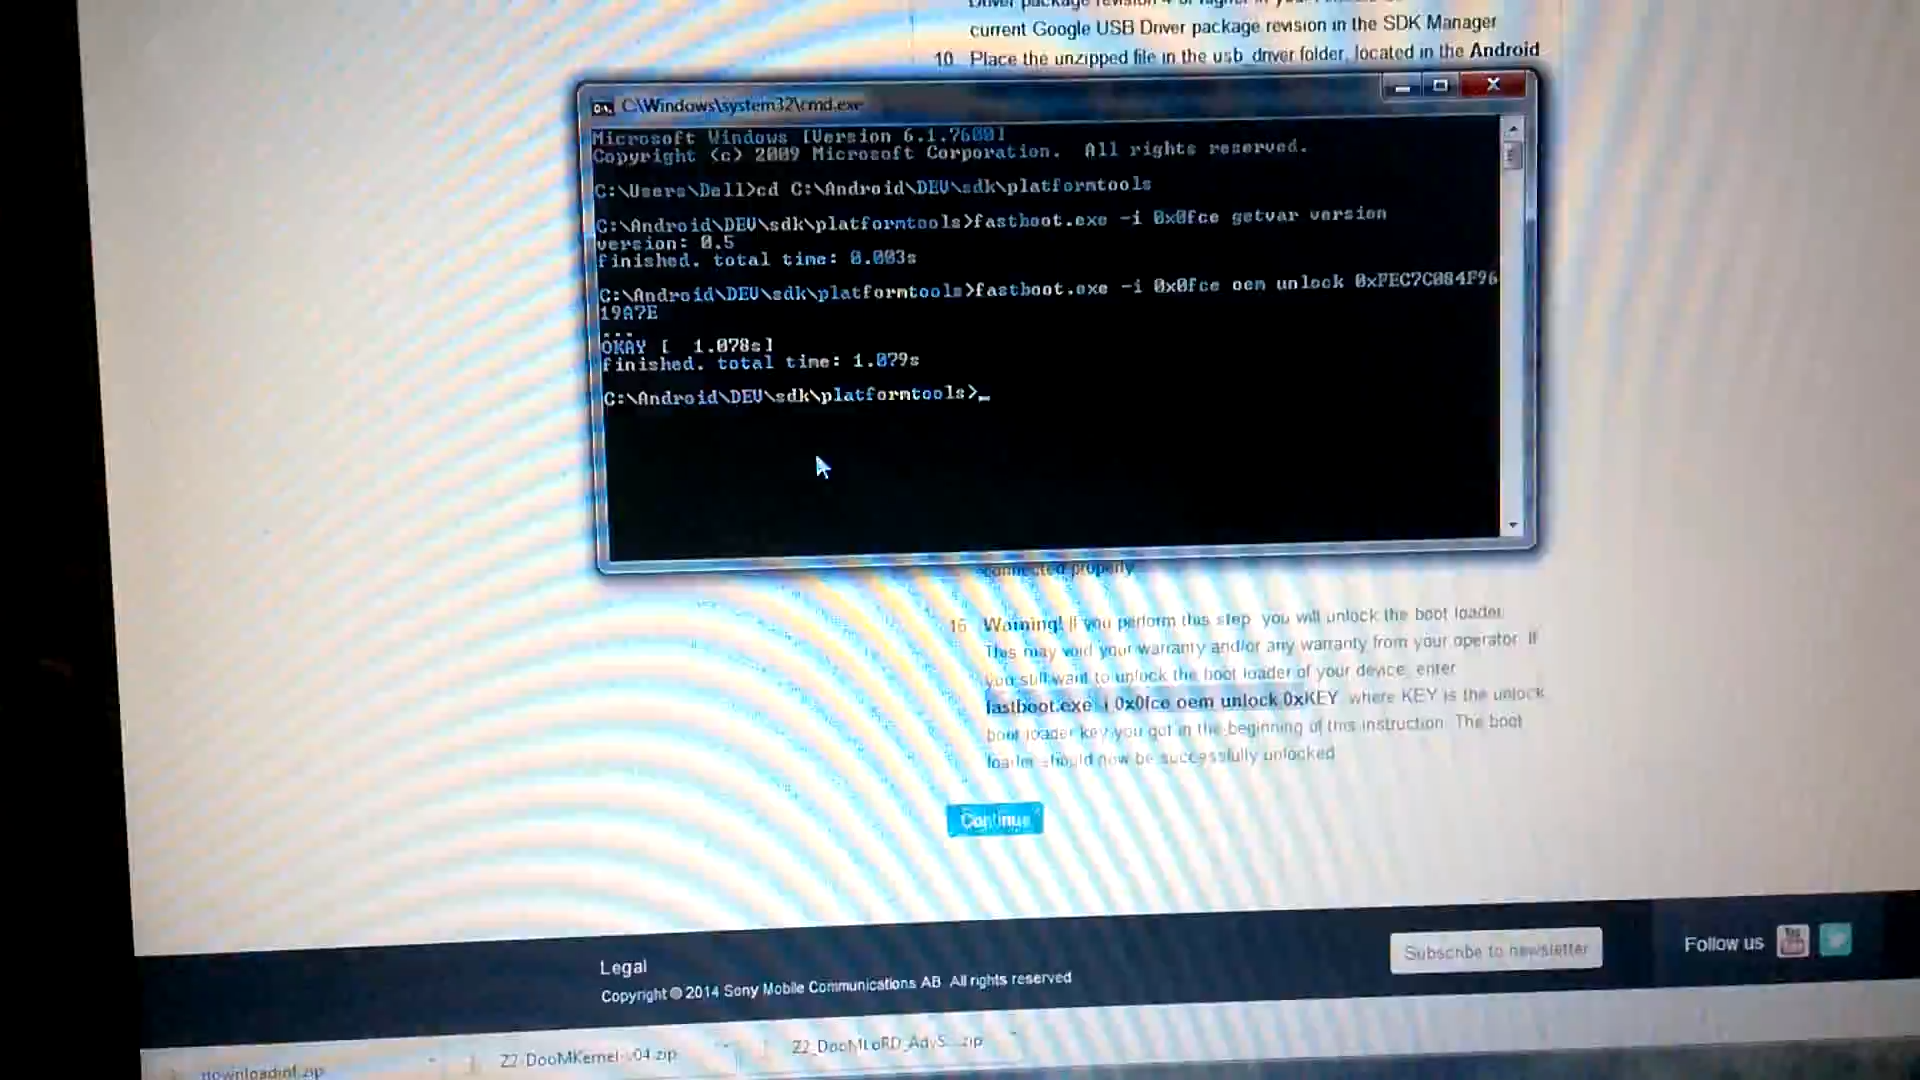 current Google USB Driver package revision in the SDK Manager
10 Place the unzipped file in the usb_driver folder, located in the Android
C:\Windows\system32\cmd.exe
Microsoft Windows [Version 6.1.7600]
Copyright (c) 2009 Microsoft Corporation. All rights reserved.
C:\Users\Dell>cd C:\Android\DEV\sdk\platformtools
C:\Android\DEV\sdk\platformtools>fastboot.exe -i 0x0fce getvar version
version: 0.5
finished. total time: 0.003s
C:\Android\DEV\sdk\platformtools>fastboot.exe -i 0x0fce oem unlock 0xFEC7C084F96
19A7E
...
OKAY [ 1.078s]
finished. total time: 1.079s
C:\Android\DEV\sdk\platformtools>_
connected properly
Warning! If you perform this step you will unlock the boot loader
This may void your warranty and/or any warranty from your operator. If
you still want to unlock the boot loader of your device, enter
fastboot.exe -i 0x0fce oem unlock 0xKEY where KEY is the unlock
boot loader key you got in the beginning of this instruction. The boot
loader should now be successfully unlocked
Continue
Legal
Copyright © 2014 Sony Mobile Communications AB. All rights reserved
Subscribe to newsletter
Follow us
You
downloadinf.zip
Z2_DooMKernel-v04.zip
Z2_DooMLoRD_AdvS....zip